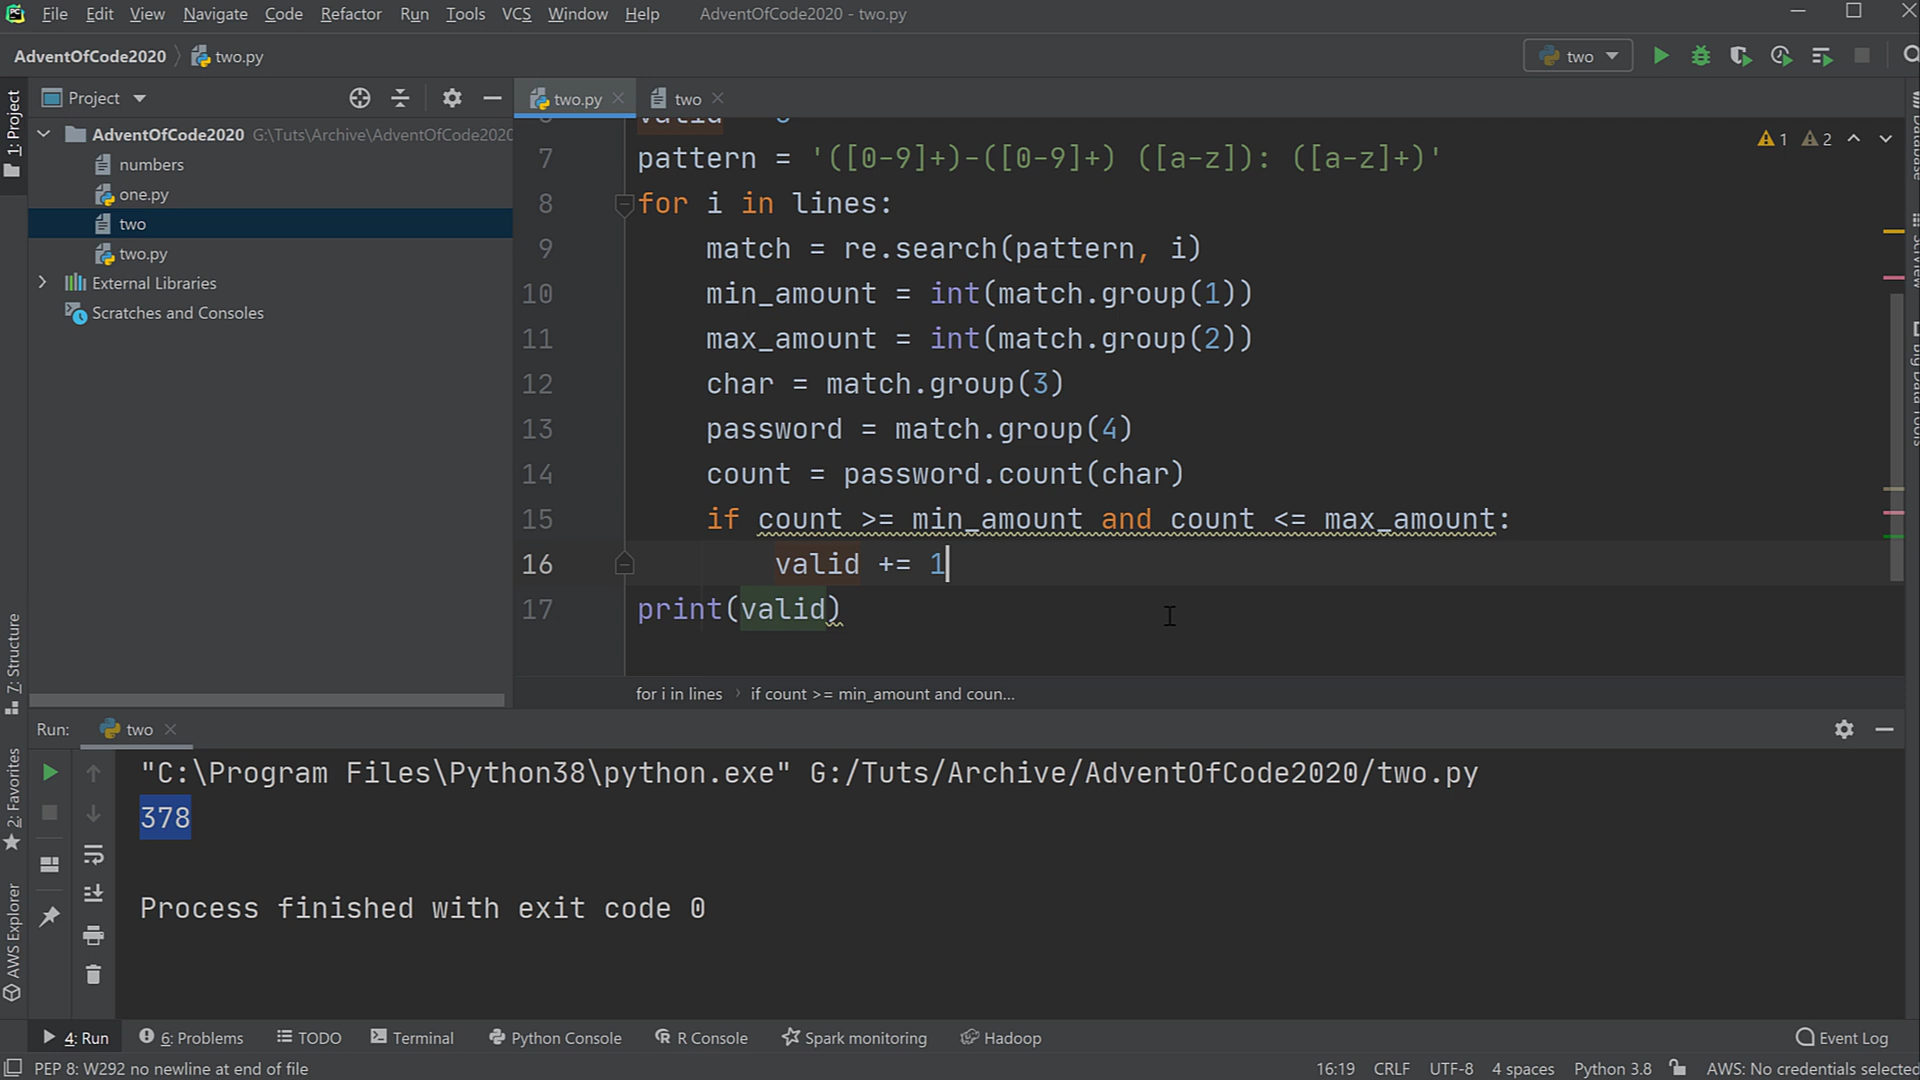 File Edit View Navigate Code Refactor Run Tools VCS Window Help AdventOfCode2020 - two.py
AdventOfCode2020 two.py two
1: Project
Project
two.py two
AdventOfCode2020 G:\Tuts\Archive\AdventOfCode2020
numbers
one.py
two
two.py
External Libraries
Scratches and Consoles
1 2
7 pattern = '([0-9]+)-([0-9]+) ([a-z]): ([a-z]+)'
8 for i in lines:
9 match = re.search(pattern, i)
10 min_amount = int(match.group(1))
11 max_amount = int(match.group(2))
12 char = match.group(3)
13 password = match.group(4)
14 count = password.count(char)
15 if count >= min_amount and count <= max_amount:
16 valid += 1
17 print(valid)
for i in lines if count >= min_amount and coun...
Database
SciView
Big Data Tools
7: Structure
2: Favorites
AWS Explorer
Run: two
"C:\Program Files\Python38\python.exe" G:/Tuts/Archive/AdventOfCode2020/two.py
378
Process finished with exit code 0
4: Run 6: Problems TODO Terminal Python Console R Console Spark monitoring Hadoop Event Log
PEP 8: W292 no newline at end of file 16:19 CRLF UTF-8 4 spaces Python 3.8 AWS: No credentials selected